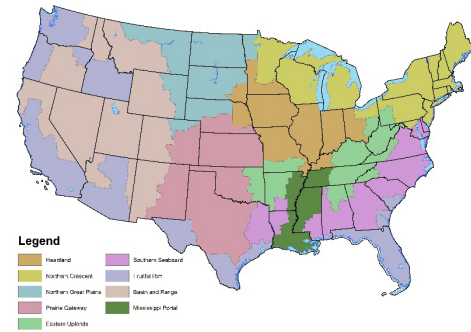 Legend
Heartland
Northern Crescent
Northern Great Plains
Prairie Gateway
Eastern Uplands
Southern Seaboard
Fruitful Rim
Basin and Range
Mississippi Portal